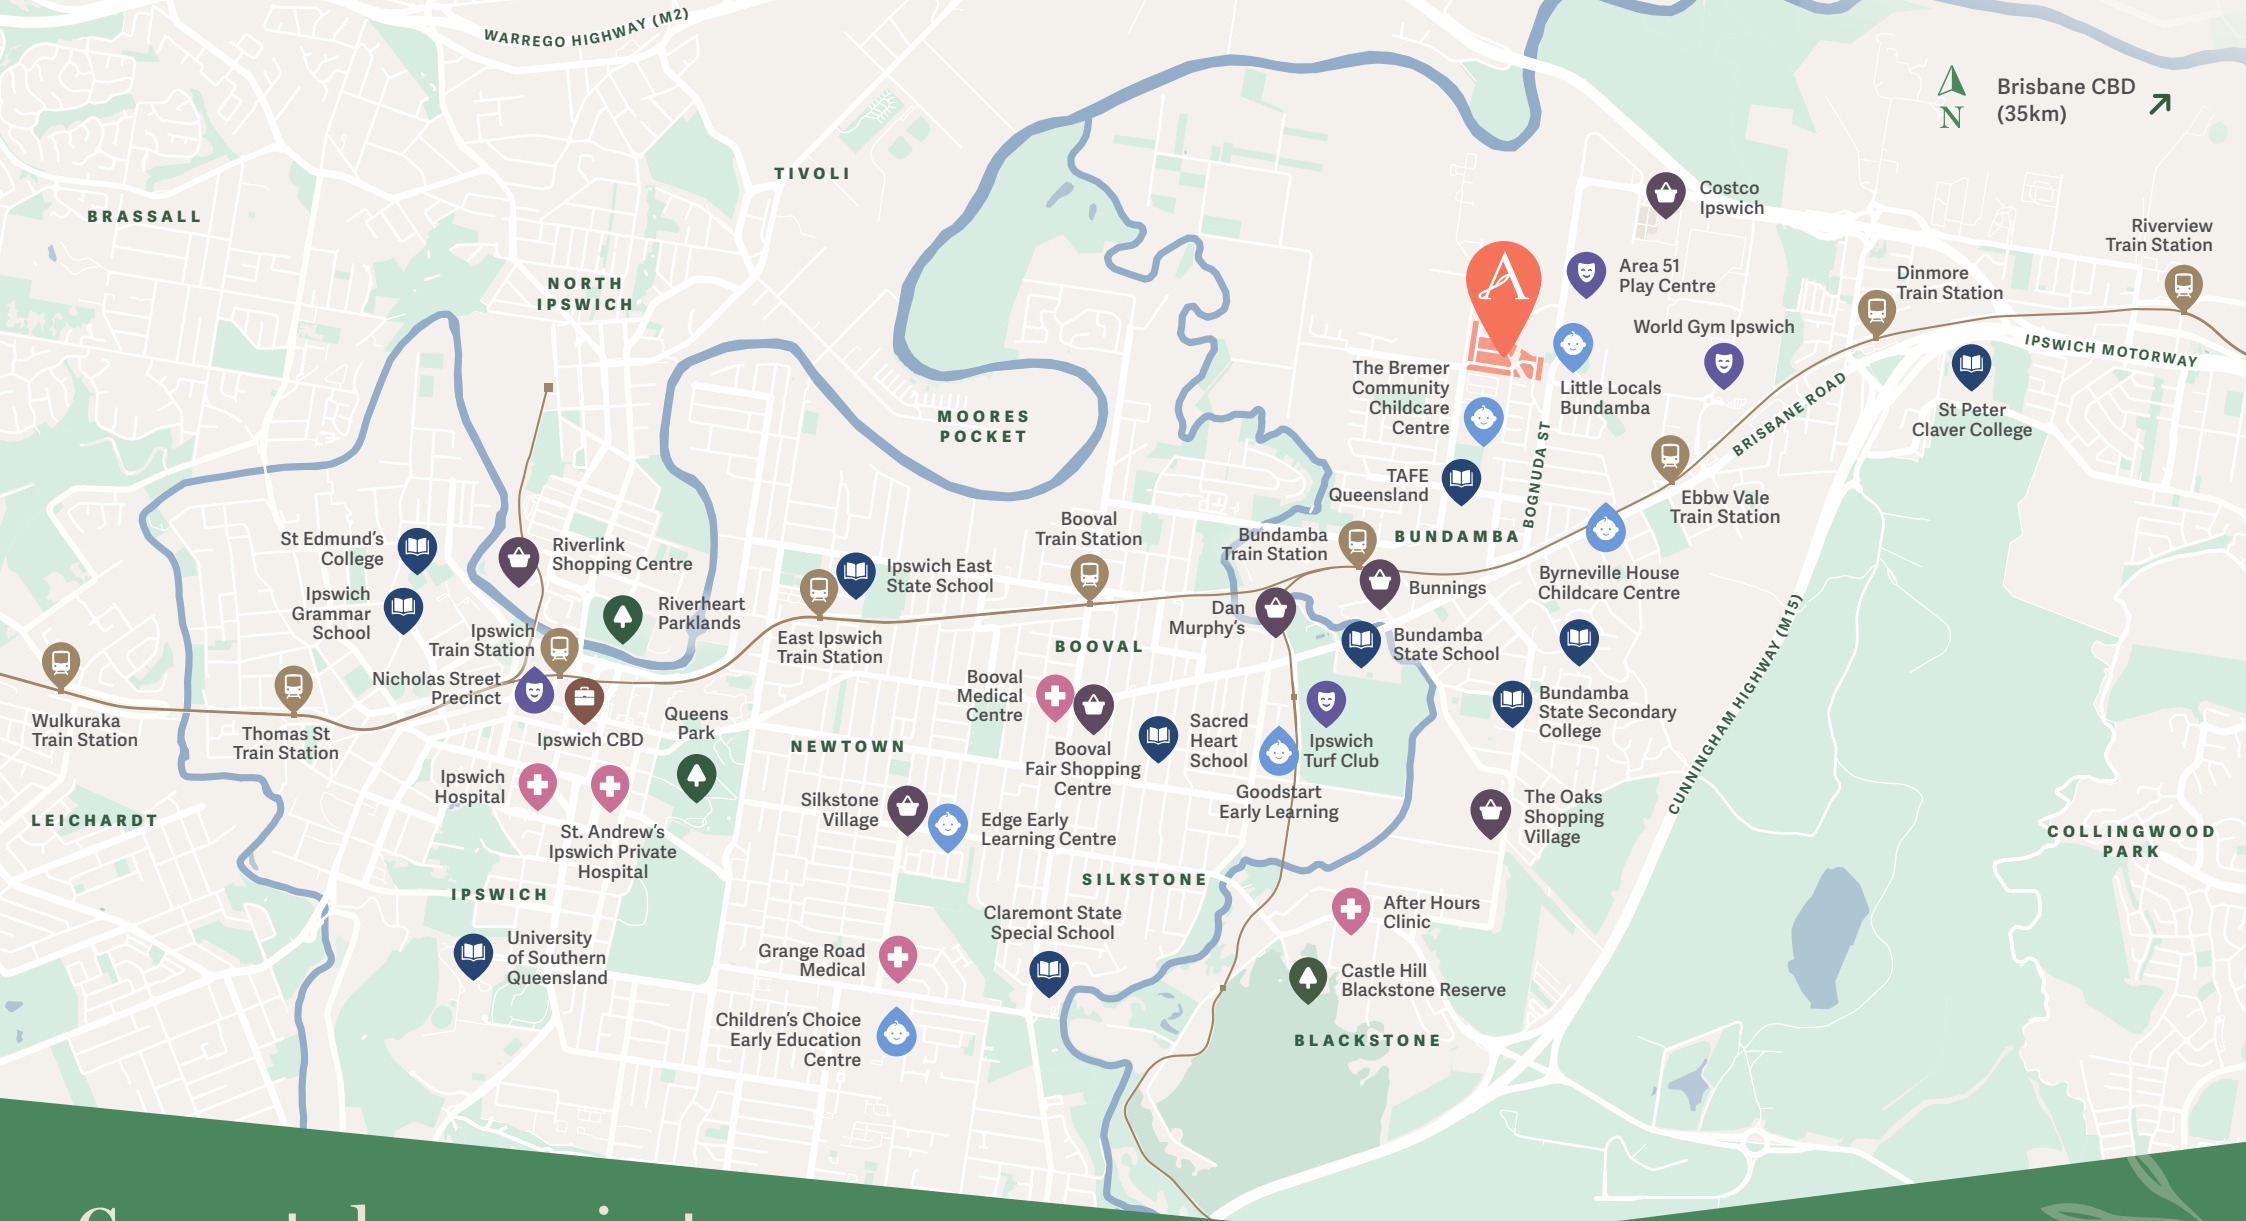 WARREGO HIGHWAY (M2)
Brisbane CBD
(35km)
N
TIVOLI
BRASSALL
Costco
Ipswich
Riverview
Train Station
NORTH
IPSWICH
A
Area 51
Play Centre
Dinmore
Train Station
World Gym Ipswich
IPSWICH MOTORWAY
The Bremer
Community
Childcare
Centre
Little Locals
Bundamba
BRISBANE ROAD
St Peter
Claver College
MOORES
POCKET
BOGNUDA ST
TAFE
Queensland
Ebbw Vale
Train Station
Booval
Train Station
Bundamba
Train Station
BUNDAMBA
St Edmund's
College
Riverlink
Shopping Centre
Ipswich East
State School
Bunnings
Byrneville House
Childcare Centre
Ipswich
Grammar
School
Riverheart
Parklands
Dan
Murphy's
Ipswich
Train Station
East Ipswich
Train Station
BOOVAL
Bundamba
State School
CUNNINGHAM HIGHWAY (M15)
Nicholas Street
Precinct
Booval
Medical
Centre
Bundamba
State Secondary
College
Wulkuraka
Train Station
Thomas St
Train Station
Ipswich CBD
Queens
Park
NEWTOWN
Sacred
Heart
School
Ipswich
Turf Club
Booval
Fair Shopping
Centre
Ipswich
Hospital
Goodstart
Early Learning
Silkstone
Village
Edge Early
Learning Centre
The Oaks
Shopping
Village
LEICHARDT
St. Andrew's
Ipswich Private
Hospital
COLLINGWOOD
PARK
IPSWICH
SILKSTONE
After Hours
Clinic
Claremont State
Special School
University
of Southern
Queensland
Grange Road
Medical
Castle Hill
Blackstone Reserve
Children's Choice
Early Education
Centre
BLACKSTONE